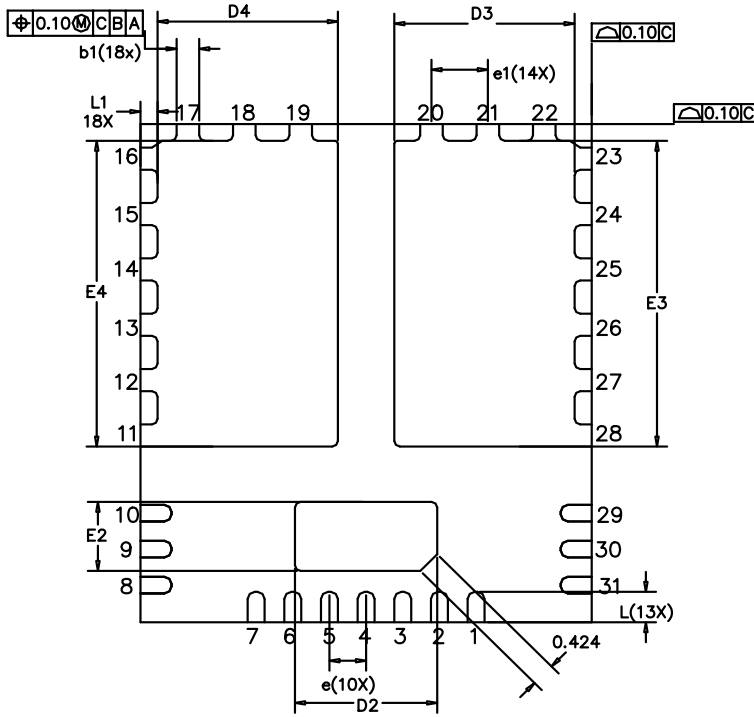 D4
D3
⌖ 0.10 Ⓜ C B A
⌓ 0.10 C
b1(18x)
e1(14X)
L1
18X
17 18 19 20 21 22
⌓ 0.10 C
16 23
15 24
14 25
E4 E3
13 26
12 27
11 28
10 29
E2
9 30
8 31
L(13X)
7 6 5 4 3 2 1
0.424
e(10X)
D2